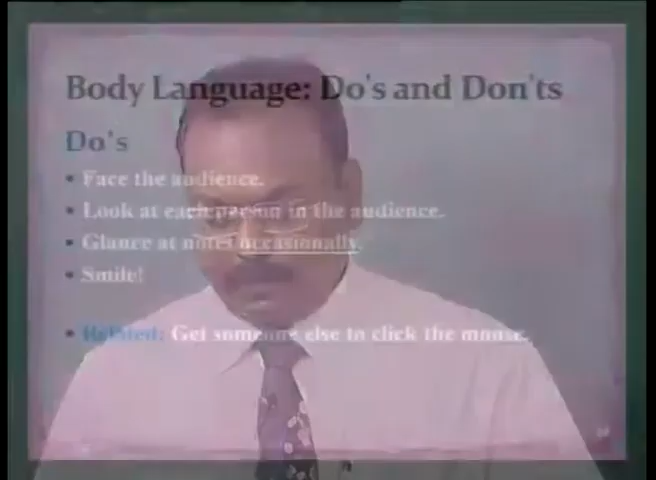 Body Language: Do's and Don'ts
Do's
• Face the audience.
• Look at each person in the audience.
• Glance at notes occasionally.
• Smile!
• Related: Get someone else to click the mouse.